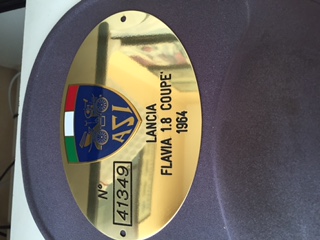 ASI
N° 41349
LANCIA
FLAVIA 1.8 COUPE'
1964